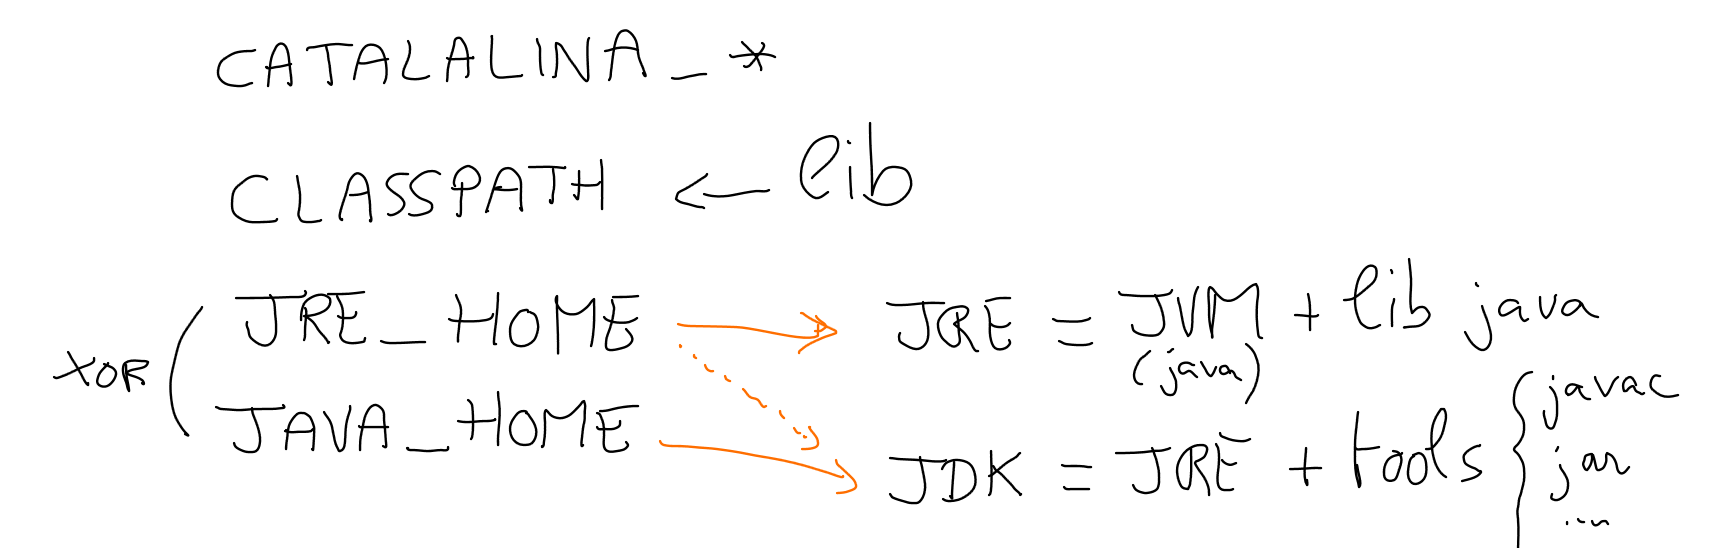 CATALALINA_*
CLASSPATH ← lib
XOR ( JRE_HOME → JRE = JVM + lib java
(java)
JAVA_HOME → JDK = JRE + tools { javac
jar
...